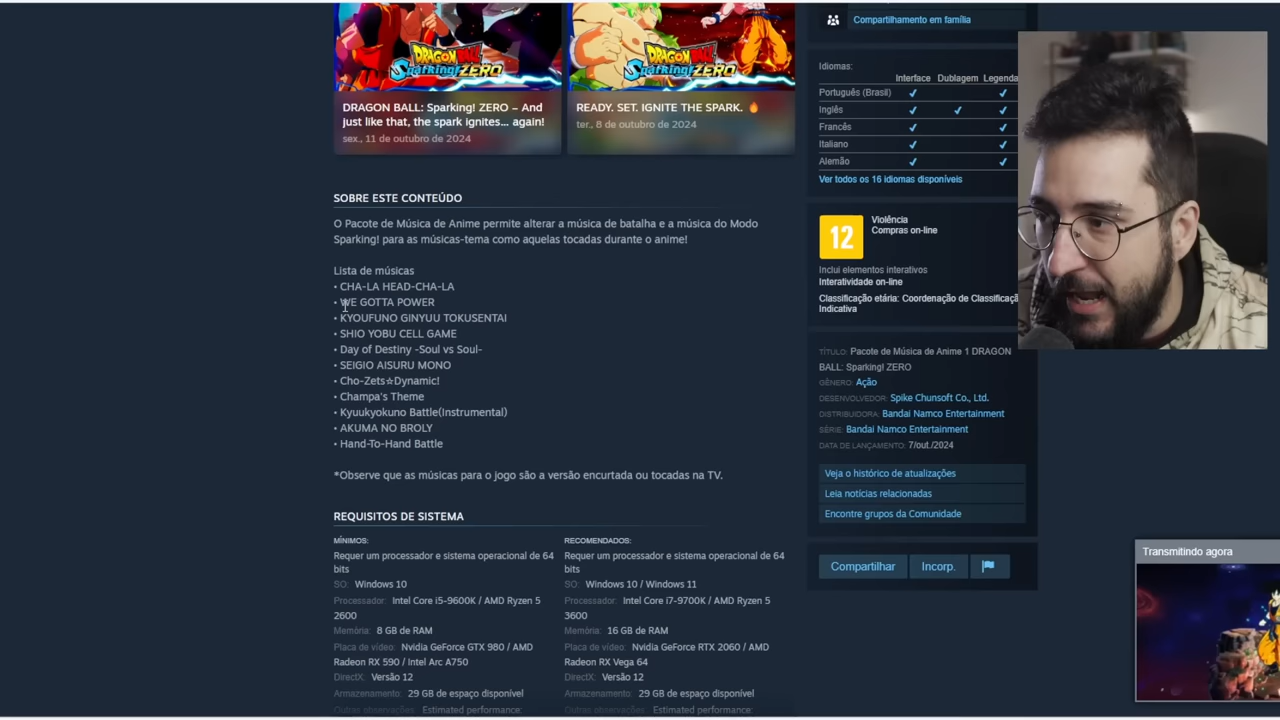 Compartilhamento em família
DRAGON BALL
Sparking! ZERO
DRAGON BALL
Sparking! ZERO
DRAGON BALL: Sparking! ZERO – And
just like that, the spark ignites... again!
sex., 11 de outubro de 2024
READY. SET. IGNITE THE SPARK. 🔥
ter., 8 de outubro de 2024
Idiomas:
Interface Dublagem Legenda
Português (Brasil) ✔ ✔
Inglês ✔ ✔ ✔
Francês ✔ ✔
Italiano ✔ ✔
Alemão ✔ ✔
Ver todos os 16 idiomas disponíveis
SOBRE ESTE CONTEÚDO
O Pacote de Música de Anime permite alterar a música de batalha e a música do Modo
Sparking! para as músicas-tema como aquelas tocadas durante o anime!
Lista de músicas
• CHA-LA HEAD-CHA-LA
• WE GOTTA POWER
• KYOUFUNO GINYUU TOKUSENTAI
• SHIO YOBU CELL GAME
• Day of Destiny -Soul vs Soul-
• SEIGIO AISURU MONO
• Cho-Zets☆Dynamic!
• Champa's Theme
• Kyuukyokuno Battle(Instrumental)
• AKUMA NO BROLY
• Hand-To-Hand Battle
*Observe que as músicas para o jogo são a versão encurtada ou tocadas na TV.
12
Violência
Compras on-line
Inclui elementos interativos
Interatividade on-line
Classificação etária: Coordenação de Classificaçã
Indicativa
TÍTULO: Pacote de Música de Anime 1 DRAGON
BALL: Sparking! ZERO
GÊNERO: Ação
DESENVOLVEDOR: Spike Chunsoft Co., Ltd.
DISTRIBUIDORA: Bandai Namco Entertainment
SÉRIE: Bandai Namco Entertainment
DATA DE LANÇAMENTO: 7/out./2024
Veja o histórico de atualizações
Leia notícias relacionadas
Encontre grupos da Comunidade
Compartilhar Incorp.
REQUISITOS DE SISTEMA
MÍNIMOS:
Requer um processador e sistema operacional de 64
bits
SO: Windows 10
Processador: Intel Core i5-9600K / AMD Ryzen 5
2600
Memória: 8 GB de RAM
Placa de vídeo: Nvidia GeForce GTX 980 / AMD
Radeon RX 590 / Intel Arc A750
DirectX: Versão 12
Armazenamento: 29 GB de espaço disponível
Outras observações: Estimated performance:
RECOMENDADOS:
Requer um processador e sistema operacional de 64
bits
SO: Windows 10 / Windows 11
Processador: Intel Core i7-9700K / AMD Ryzen 5
3600
Memória: 16 GB de RAM
Placa de vídeo: Nvidia GeForce RTX 2060 / AMD
Radeon RX Vega 64
DirectX: Versão 12
Armazenamento: 29 GB de espaço disponível
Outras observações: Estimated performance:
Transmitindo agora